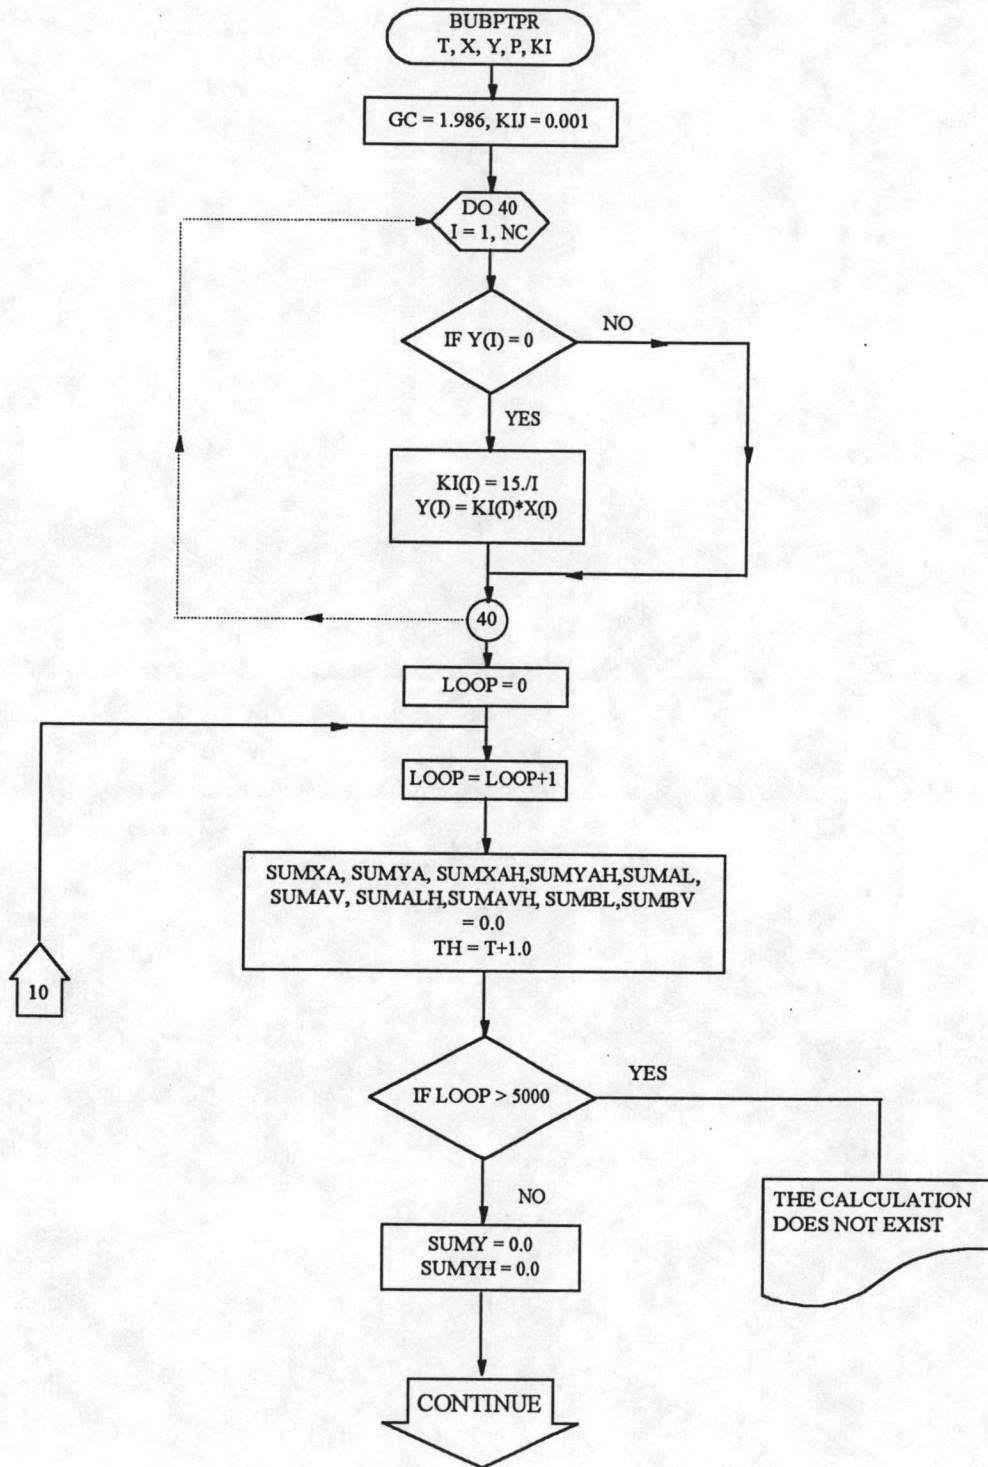 BUBPTPR
T, X, Y, P, KI
GC = 1.986, KIJ = 0.001
DO 40
I = 1, NC
IF Y(I) = 0
NO
YES
KI(I) = 15./I
Y(I) = KI(I)*X(I)
40
LOOP = 0
LOOP = LOOP+1
SUMXA, SUMYA, SUMXAH,SUMYAH,SUMAL,
SUMAV, SUMALH,SUMAVH, SUMBL,SUMBV
= 0.0
TH = T+1.0
10
IF LOOP > 5000
YES
NO
THE CALCULATION
DOES NOT EXIST
SUMY = 0.0
SUMYH = 0.0
CONTINUE